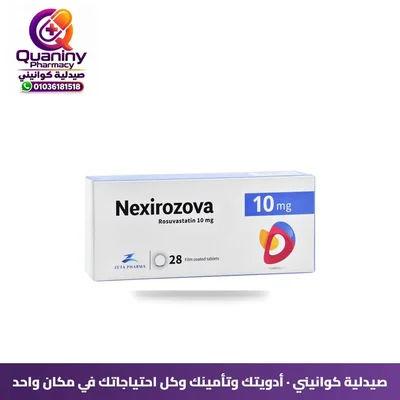 Quaniny
Pharmacy
صيدلية كوانيني
01036181518
Nexirozova
Rosuvastatin 10 mg
10 mg
ZETA PHARMA
28 Film coated tablets
صيدلية كوانيني · أدويتك وتأمينك وكل احتياجاتك في مكان واحد